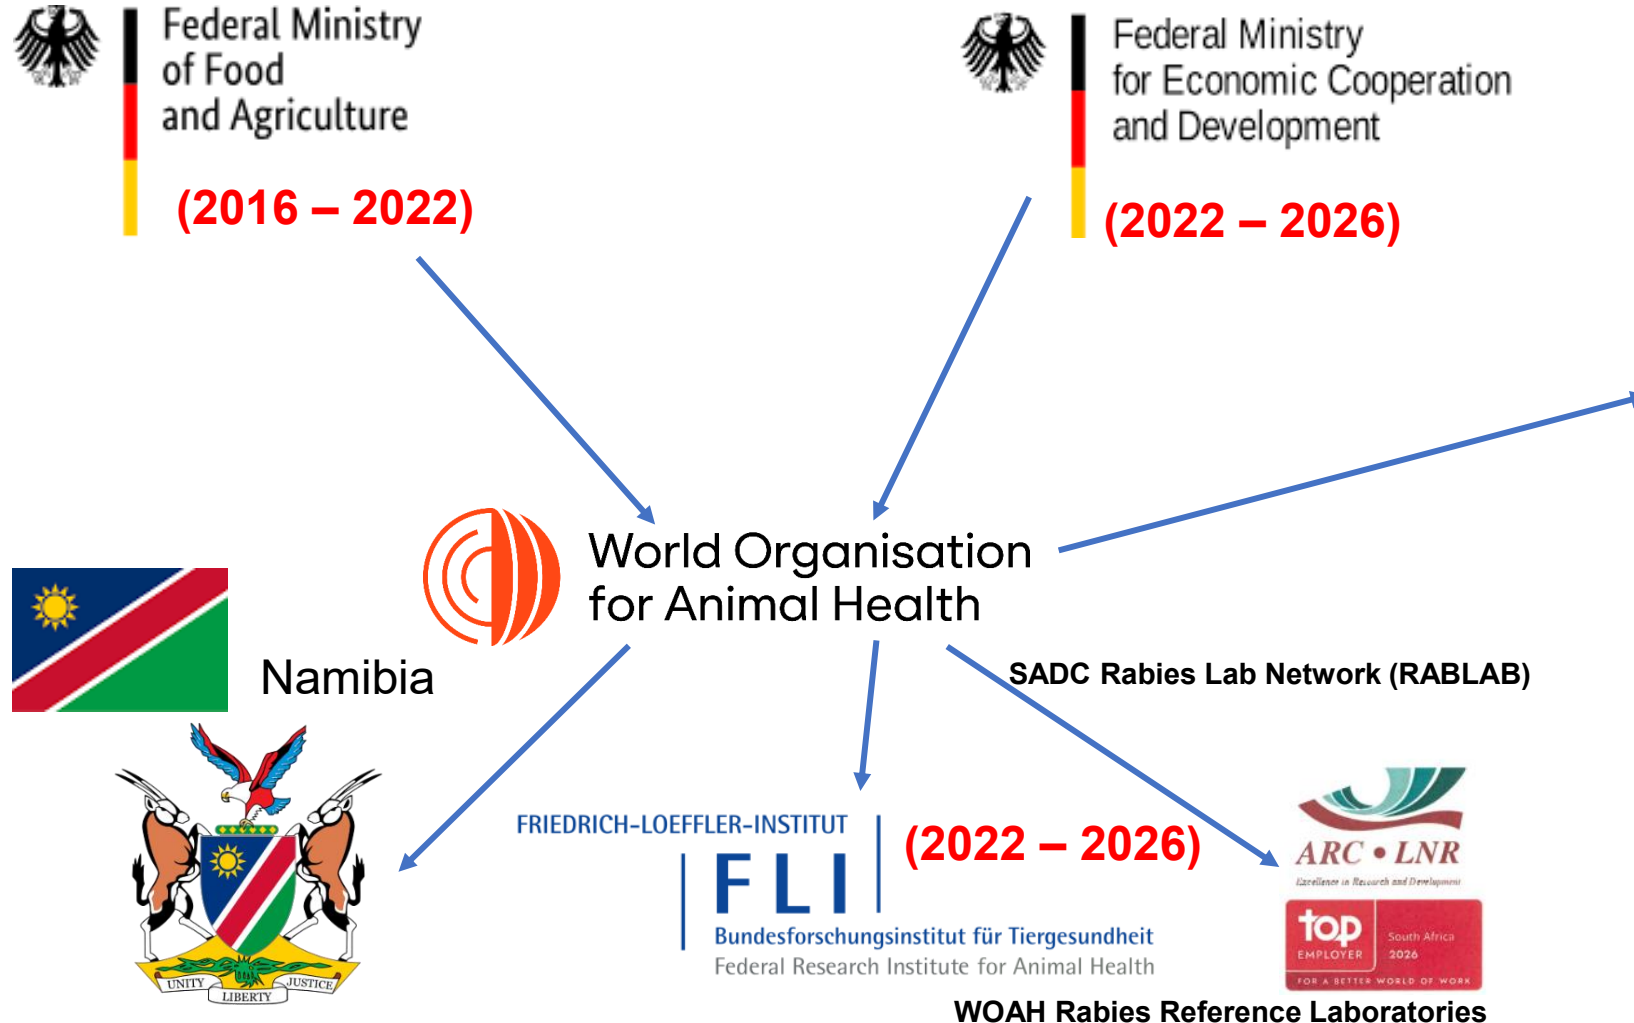 Federal Ministry
of Food
and Agriculture
(2016 – 2022)
Federal Ministry
for Economic Cooperation
and Development
(2022 – 2026)
World Organisation
for Animal Health
Namibia
SADC Rabies Lab Network (RABLAB)
UNITY
LIBERTY
JUSTICE
FRIEDRICH-LOEFFLER-INSTITUT
FLI
Bundesforschungsinstitut für Tiergesundheit
Federal Research Institute for Animal Health
(2022 – 2026)
ARC • LNR
Excellence in Research and Development
top
EMPLOYER
South Africa
2026
FOR A BETTER WORLD OF WORK
WOAH Rabies Reference Laboratories